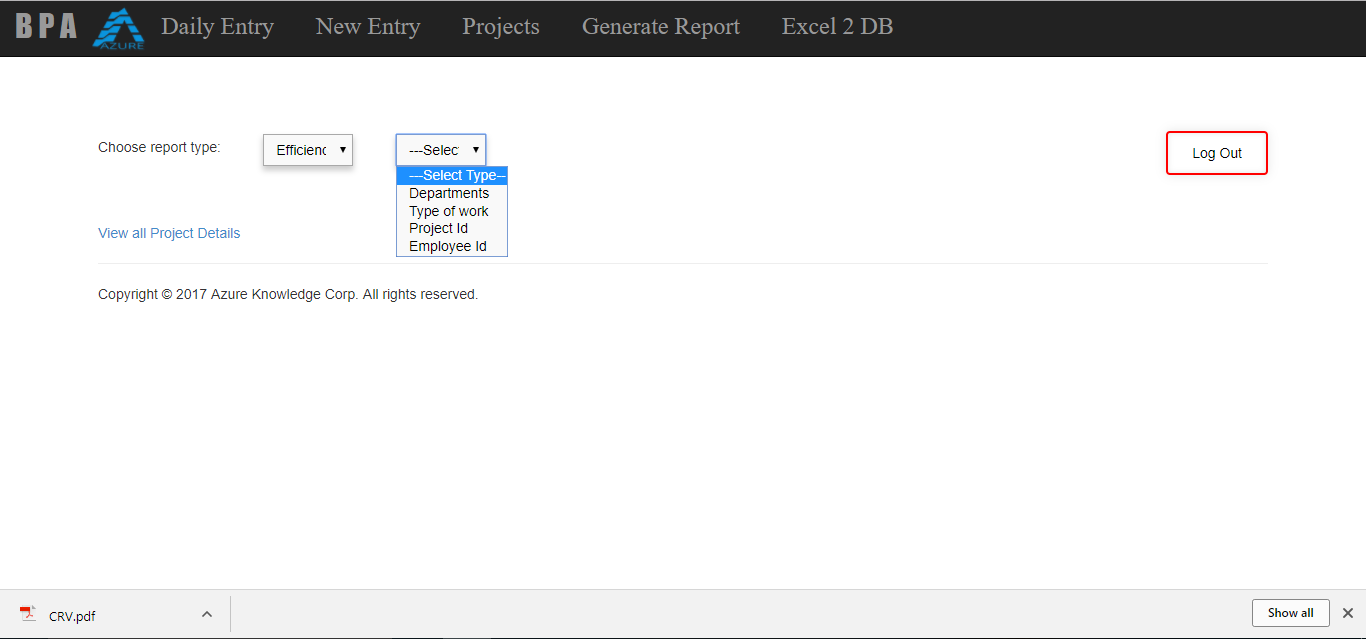 BPA AZURE Daily Entry New Entry Projects Generate Report Excel 2 DB
Choose report type: Efficienc ---Selec Log Out
---Select Type--
Departments
Type of work
Project Id
Employee Id
View all Project Details
Copyright © 2017 Azure Knowledge Corp. All rights reserved.
CRV.pdf Show all